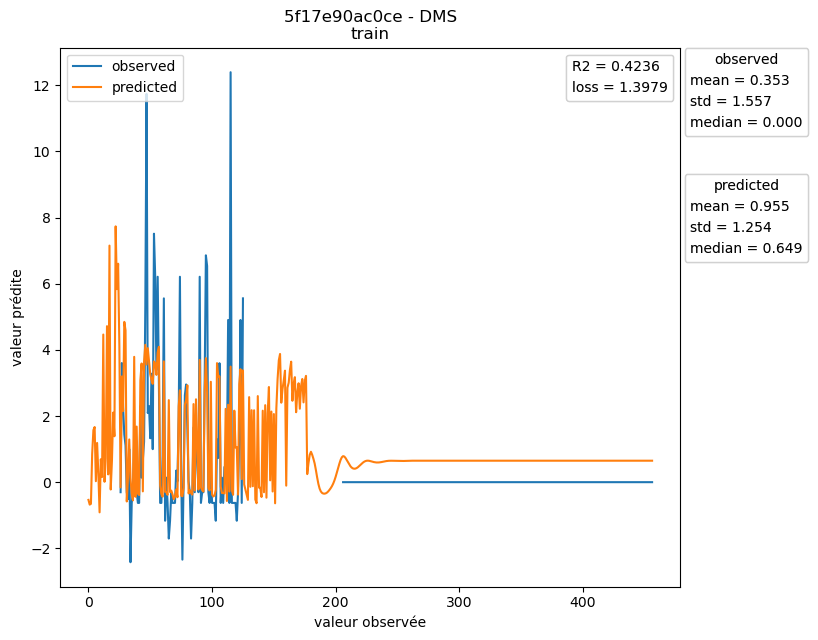 5f17e90ac0ce - DMS
train
observed
predicted
R2 = 0.4236
loss = 1.3979
observed
mean = 0.353
std = 1.557
median = 0.000
predicted
mean = 0.955
std = 1.254
median = 0.649
valeur prédite
12
10
8
6
4
2
0
−2
0
100
200
300
400
valeur observée